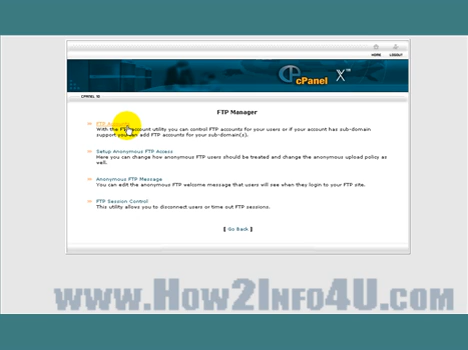 HOME LOGOUT
cPanel X™
CPANEL 10
FTP Manager
FTP Accounts
With the FTP account utility you can control FTP accounts for your users or if your account has sub-domain
support you can add FTP accounts for your sub-domain(s).
Setup Anonymous FTP Access
Here you can change how anonymous FTP users should be treated and change the anonymous upload policy as
well.
Anonymous FTP Message
You can edit the anonymous FTP welcome message that users will see when they login to your FTP site.
FTP Session Control
This utility allows you to disconnect users or time out FTP sessions.
[ Go Back ]
www.How2Info4U.com